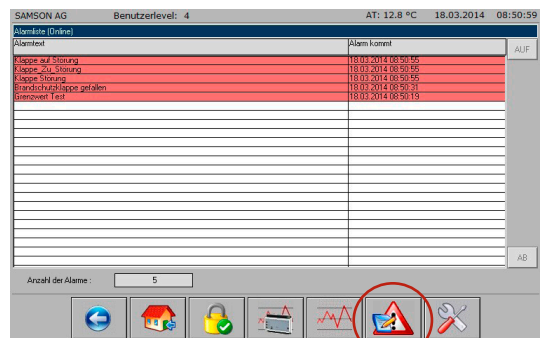 SAMSON AG Benutzerlevel: 4 AT: 12.8 °C 18.03.2014 08:50:59
Alarmliste (Online)
Alarmtext Alarm kommt
AUF
Klappe auf Störung 18.03.2014 08:50:55
Klappe_Zu_Störung 18.03.2014 08:50:55
Klappe Störung 18.03.2014 08:50:55
Brandschutzklappe gefallen 18.03.2014 08:50:31
Grenzwert Test 18.03.2014 08:50:19
AB
Anzahl der Alarme : 5